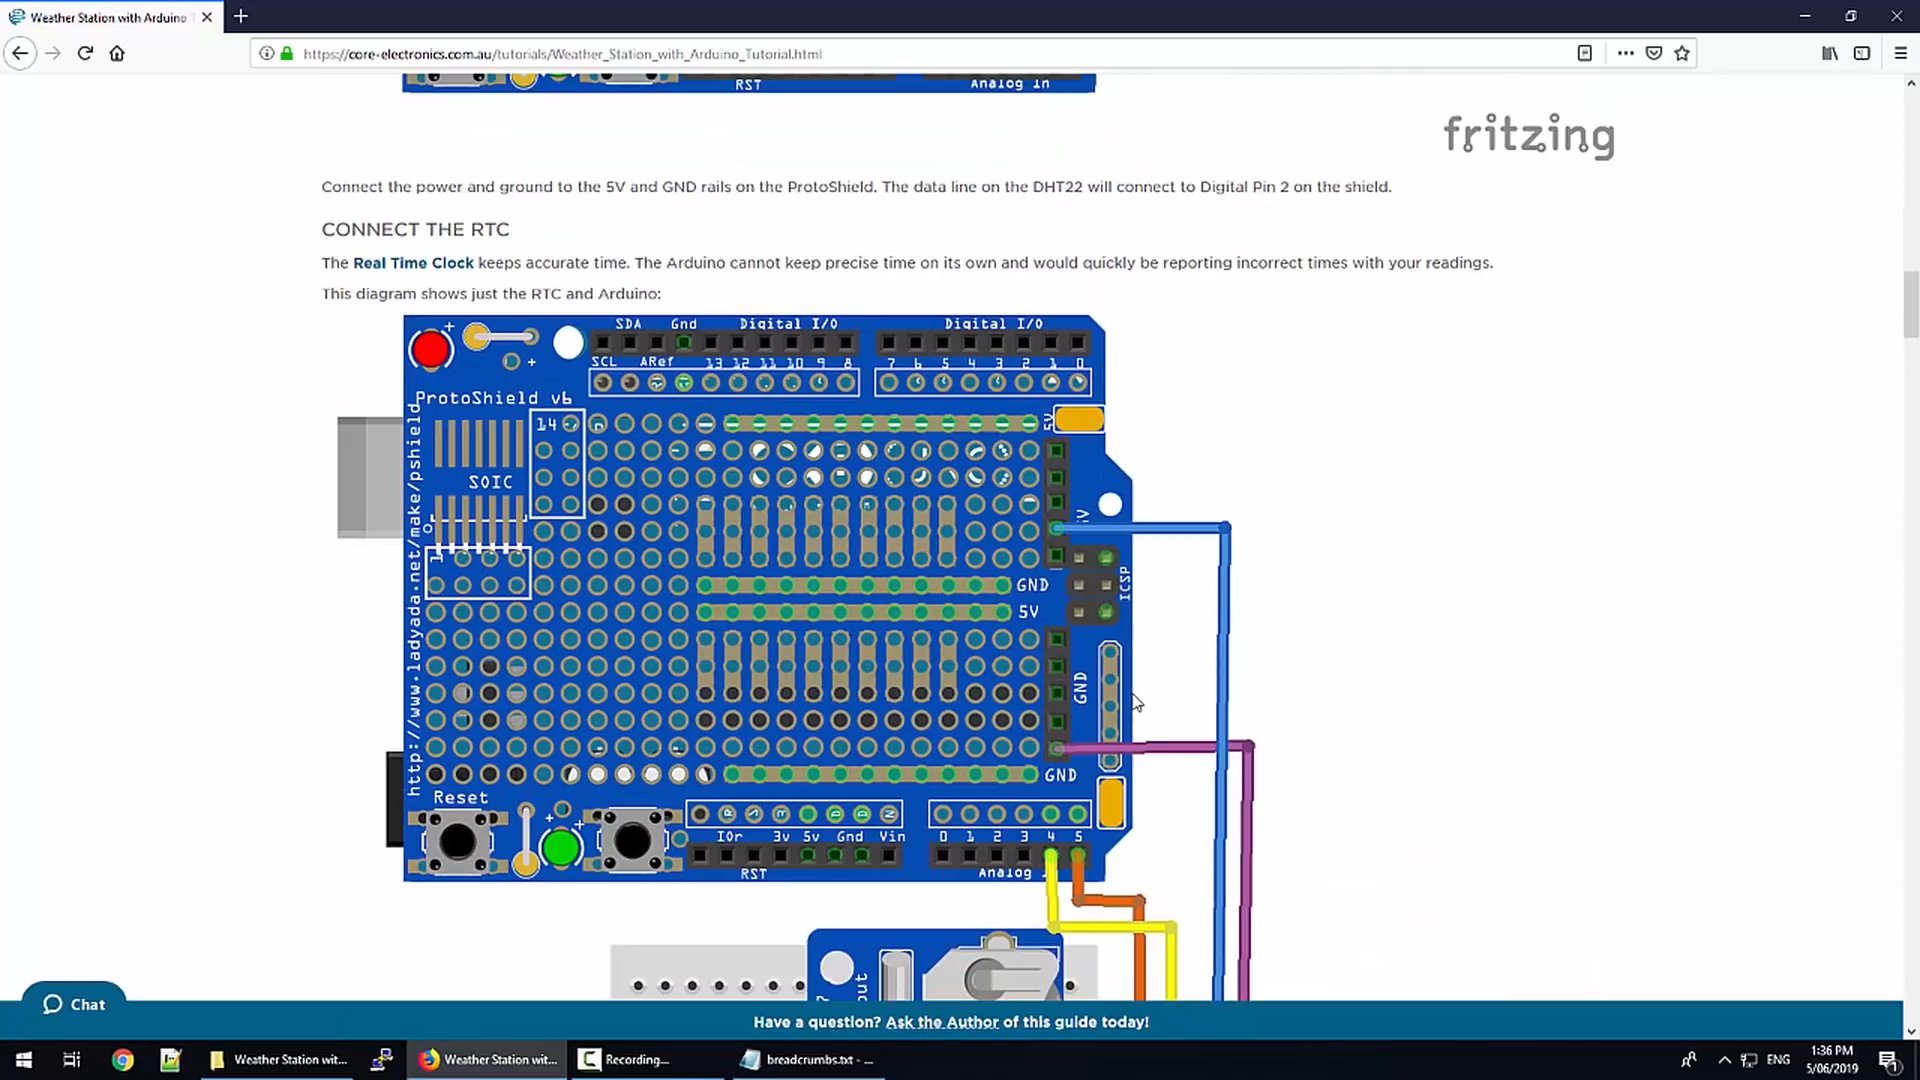 Weather Station with Arduino
https://core-electronics.com.au/tutorials/Weather_Station_with_Arduino_Tutorial.html
RST
Analog In
fritzing
Connect the power and ground to the 5V and GND rails on the ProtoShield. The data line on the DHT22 will connect to Digital Pin 2 on the shield.
CONNECT THE RTC
The Real Time Clock keeps accurate time. The Arduino cannot keep precise time on its own and would quickly be reporting incorrect times with your readings.
This diagram shows just the RTC and Arduino:
SDA Gnd Digital I/O Digital I/O
SCL ARef 13 12 11 10 9 8 7 6 5 4 3 2 1 0
ProtoShield v6
14
5V
SOIC
http://www.ladyada.net/make/pshield
ICSP
GND
5V
GND
GND
Reset
IOr 3v 5v Gnd Vin 0 1 2 3 4 5
RST
Analog
out
Chat
Have a question? Ask the Author of this guide today!
Weather Station wit...
Weather Station wit...
Recording...
breadcrumbs.txt - ...
ENG
1:36 PM
5/06/2019
1